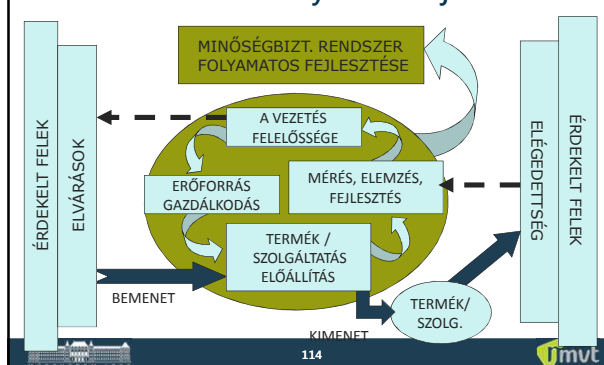 MINŐSÉGBIZT. RENDSZER
FOLYAMATOS FEJLESZTÉSE
ÉRDEKELT FELEK
ELVÁRÁSOK
A VEZETÉS
FELELŐSSÉGE
ERŐFORRÁS
GAZDÁLKODÁS
MÉRÉS, ELEMZÉS,
FEJLESZTÉS
TERMÉK /
SZOLGÁLTATÁS
ELŐÁLLÍTÁS
ELÉGEDETTSÉG
ÉRDEKELT FELEK
BEMENET
KIMENET
TERMÉK/
SZOLG.
114